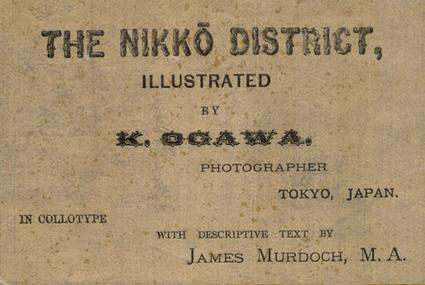 THE NIKKŌ DISTRICT,
ILLUSTRATED
BY
K. OGAWA.
PHOTOGRAPHER
TOKYO, JAPAN.
IN COLLOTYPE
WITH DESCRIPTIVE TEXT BY
JAMES MURDOCH, M. A.